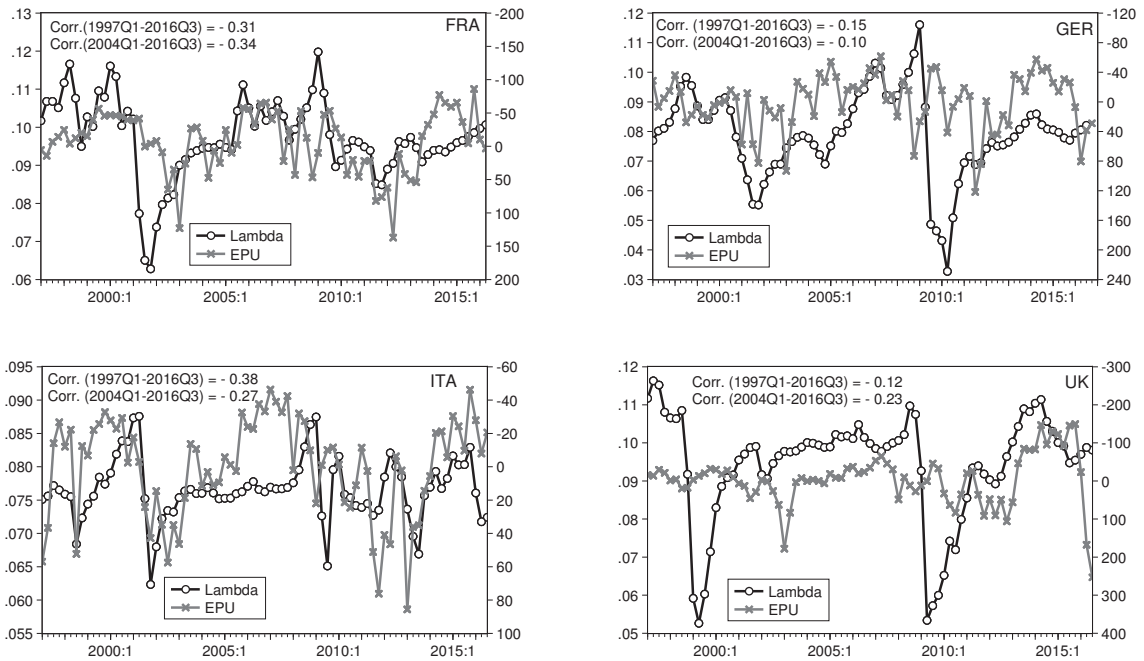 Corr.(1997Q1-2016Q3) = - 0.31
Corr.(2004Q1-2016Q3) = - 0.34
FRA
.13
.12
.11
.10
.09
.08
.07
.06
-200
-150
-100
-50
0
50
100
150
200
Lambda
EPU
2000:1 2005:1 2010:1 2015:1
Corr. (1997Q1-2016Q3) = - 0.15
Corr. (2004Q1-2016Q3) = - 0.10
GER
.12
.11
.10
.09
.08
.07
.06
.05
.04
.03
-120
-80
-40
0
40
80
120
160
200
240
Lambda
EPU
2000:1 2005:1 2010:1 2015:1
Corr. (1997Q1-2016Q3) = - 0.38
Corr. (2004Q1-2016Q3) = - 0.27
ITA
.095
.090
.085
.080
.075
.070
.065
.060
.055
-60
-40
-20
0
20
40
60
80
100
Lambda
EPU
2000:1 2005:1 2010:1 2015:1
Corr. (1997Q1-2016Q3) = - 0.12
Corr. (2004Q1-2016Q3) = - 0.23
UK
.12
.11
.10
.09
.08
.07
.06
.05
-300
-200
-100
0
100
200
300
400
Lambda
EPU
2000:1 2005:1 2010:1 2015:1